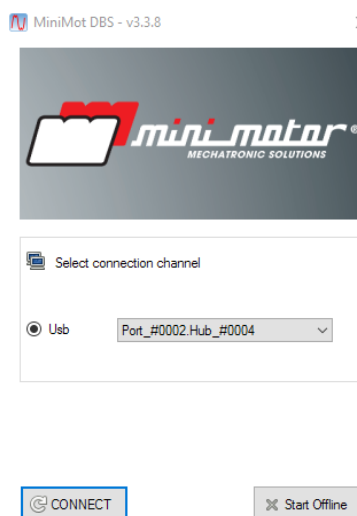 MiniMot DBS - v3.3.8
mini motor®
MECHATRONIC SOLUTIONS
Select connection channel
Usb Port_#0002.Hub_#0004
CONNECT Start Offline